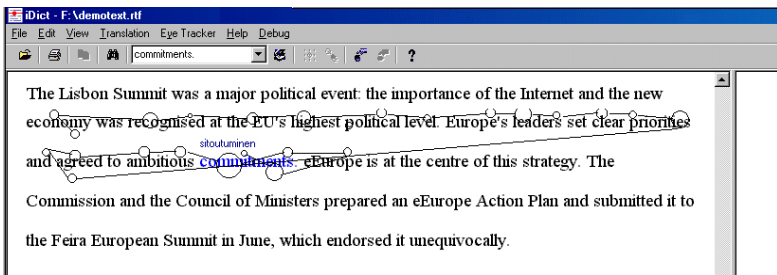 iDict - F:\demotext.rtf
File Edit View Translation Eye Tracker Help Debug
commitments.
The Lisbon Summit was a major political event: the importance of the Internet and the new
economy was recognised at the EU's highest political level. Europe's leaders set clear priorities
sitoutuminen
and agreed to ambitious commitments. eEurope is at the centre of this strategy. The
Commission and the Council of Ministers prepared an eEurope Action Plan and submitted it to
the Feira European Summit in June, which endorsed it unequivocally.